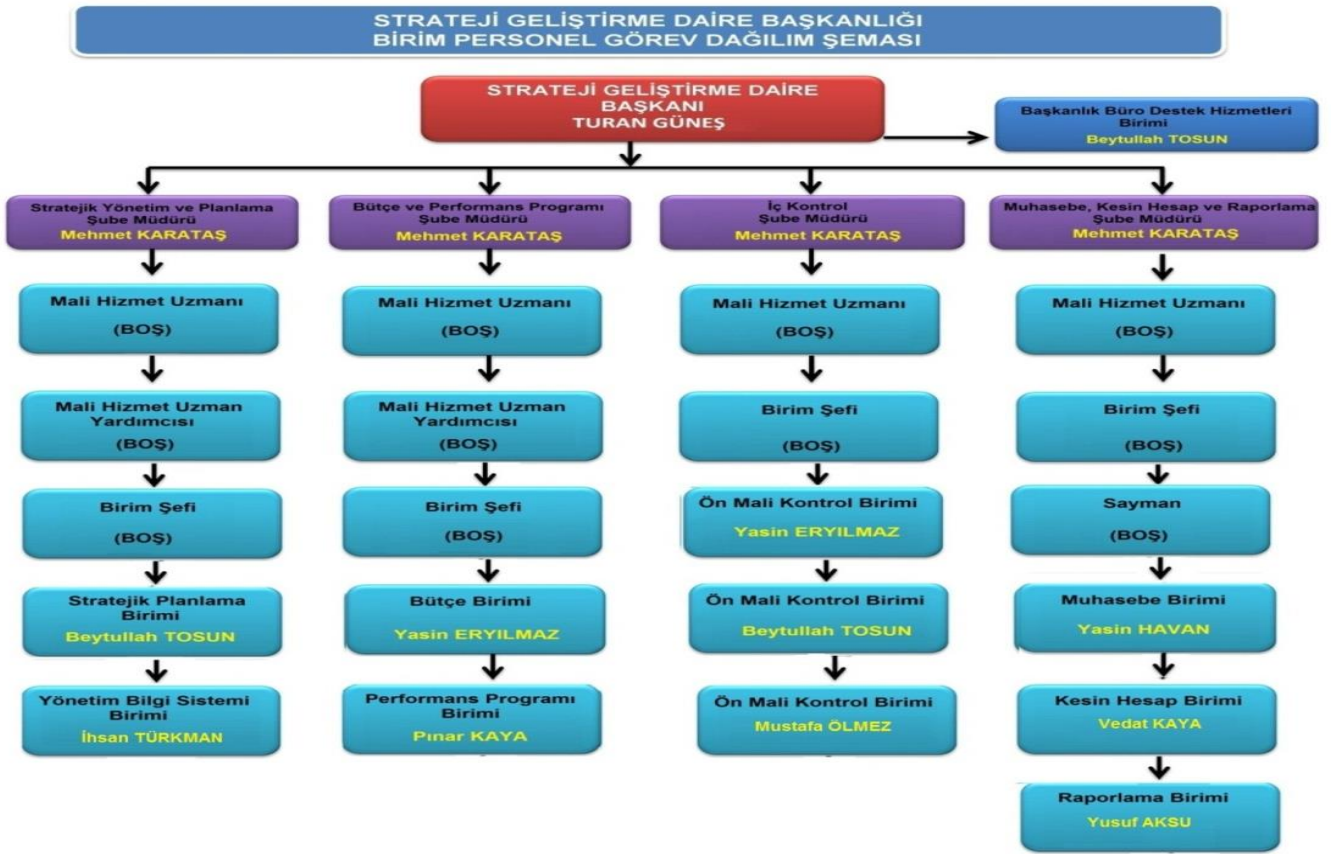 STRATEJİ GELİŞTİRME DAİRE BAŞKANLIĞI
BİRİM PERSONEL GÖREV DAĞILIM ŞEMASI
STRATEJİ GELİŞTİRME DAİRE
BAŞKANI
TURAN GÜNEŞ
Başkanlık Büro Destek Hizmetleri
Birimi
Beytullah TOSUN
Stratejik Yönetim ve Planlama
Şube Müdürü
Mehmet KARATAŞ
Mali Hizmet Uzmanı
(BOŞ)
Mali Hizmet Uzman
Yardımcısı
(BOŞ)
Birim Şefi
(BOŞ)
Stratejik Planlama
Birimi
Beytullah TOSUN
Yönetim Bilgi Sistemi
Birimi
İhsan TÜRKMAN
Bütçe ve Performans Programı
Şube Müdürü
Mehmet KARATAŞ
Mali Hizmet Uzmanı
(BOŞ)
Mali Hizmet Uzman
Yardımcısı
(BOŞ)
Birim Şefi
(BOŞ)
Bütçe Birimi
Yasin ERYILMAZ
Performans Programı
Birimi
Pınar KAYA
İç Kontrol
Şube Müdürü
Mehmet KARATAŞ
Mali Hizmet Uzmanı
(BOŞ)
Birim Şefi
(BOŞ)
Ön Mali Kontrol Birimi
Yasin ERYILMAZ
Ön Mali Kontrol Birimi
Beytullah TOSUN
Ön Mali Kontrol Birimi
Mustafa ÖLMEZ
Muhasebe, Kesin Hesap ve Raporlama
Şube Müdürü
Mehmet KARATAŞ
Mali Hizmet Uzmanı
(BOŞ)
Birim Şefi
(BOŞ)
Sayman
(BOŞ)
Muhasebe Birimi
Yasin HAVAN
Kesin Hesap Birimi
Vedat KAYA
Raporlama Birimi
Yusuf AKSU